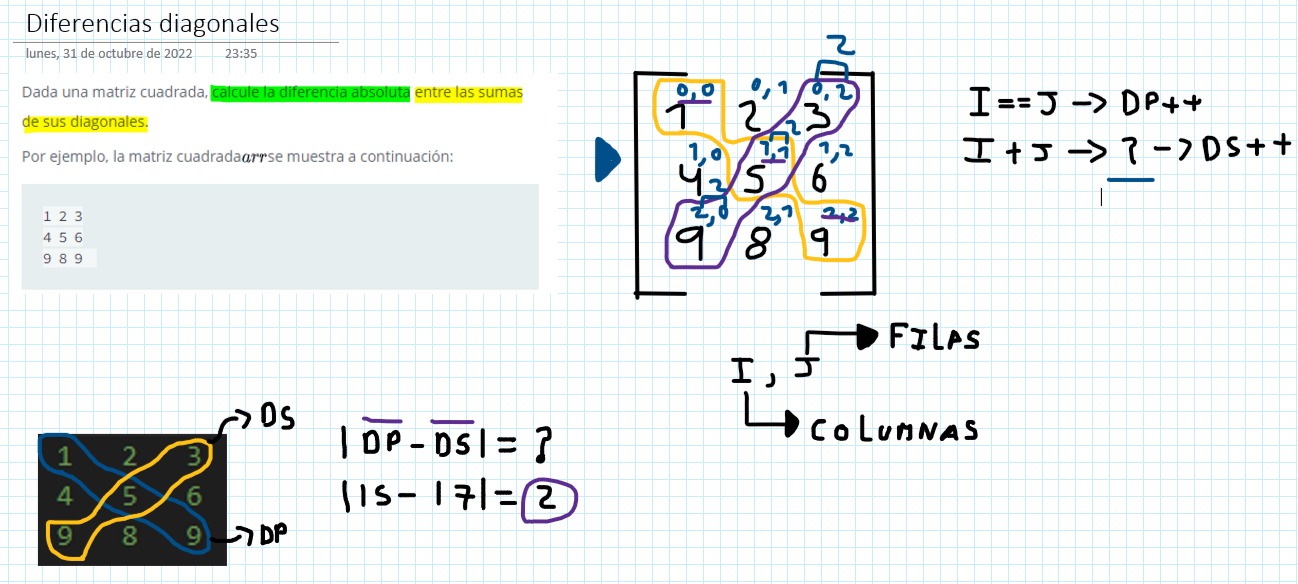 Diferencias diagonales
lunes, 31 de octubre de 2022 23:35
Dada una matriz cuadrada, calcule la diferencia absoluta entre las sumas
de sus diagonales.
Por ejemplo, la matriz cuadradaarrse muestra a continuación:
1 2 3
4 5 6
9 8 9
2
0,0 0,1 0,2
1 2 3
2
1,0 1,1 1,2
4 5 6
2
2,0 2,1 2,2
9 8 9
I==J -> DP++
I+J -> ? -> DS++
FILAS
I, J
COLUMNAS
DS
1 2 3
4 5 6
9 8 9
DP
|DP-DS|=?
|15-17|=2